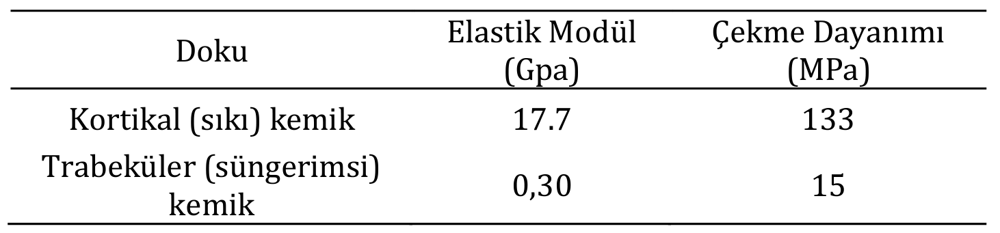 Doku
Elastik Modül
(Gpa)
Çekme Dayanımı
(MPa)
Kortikal (sıkı) kemik
17.7
133
Trabeküler (süngerimsi)
kemik
0,30
15